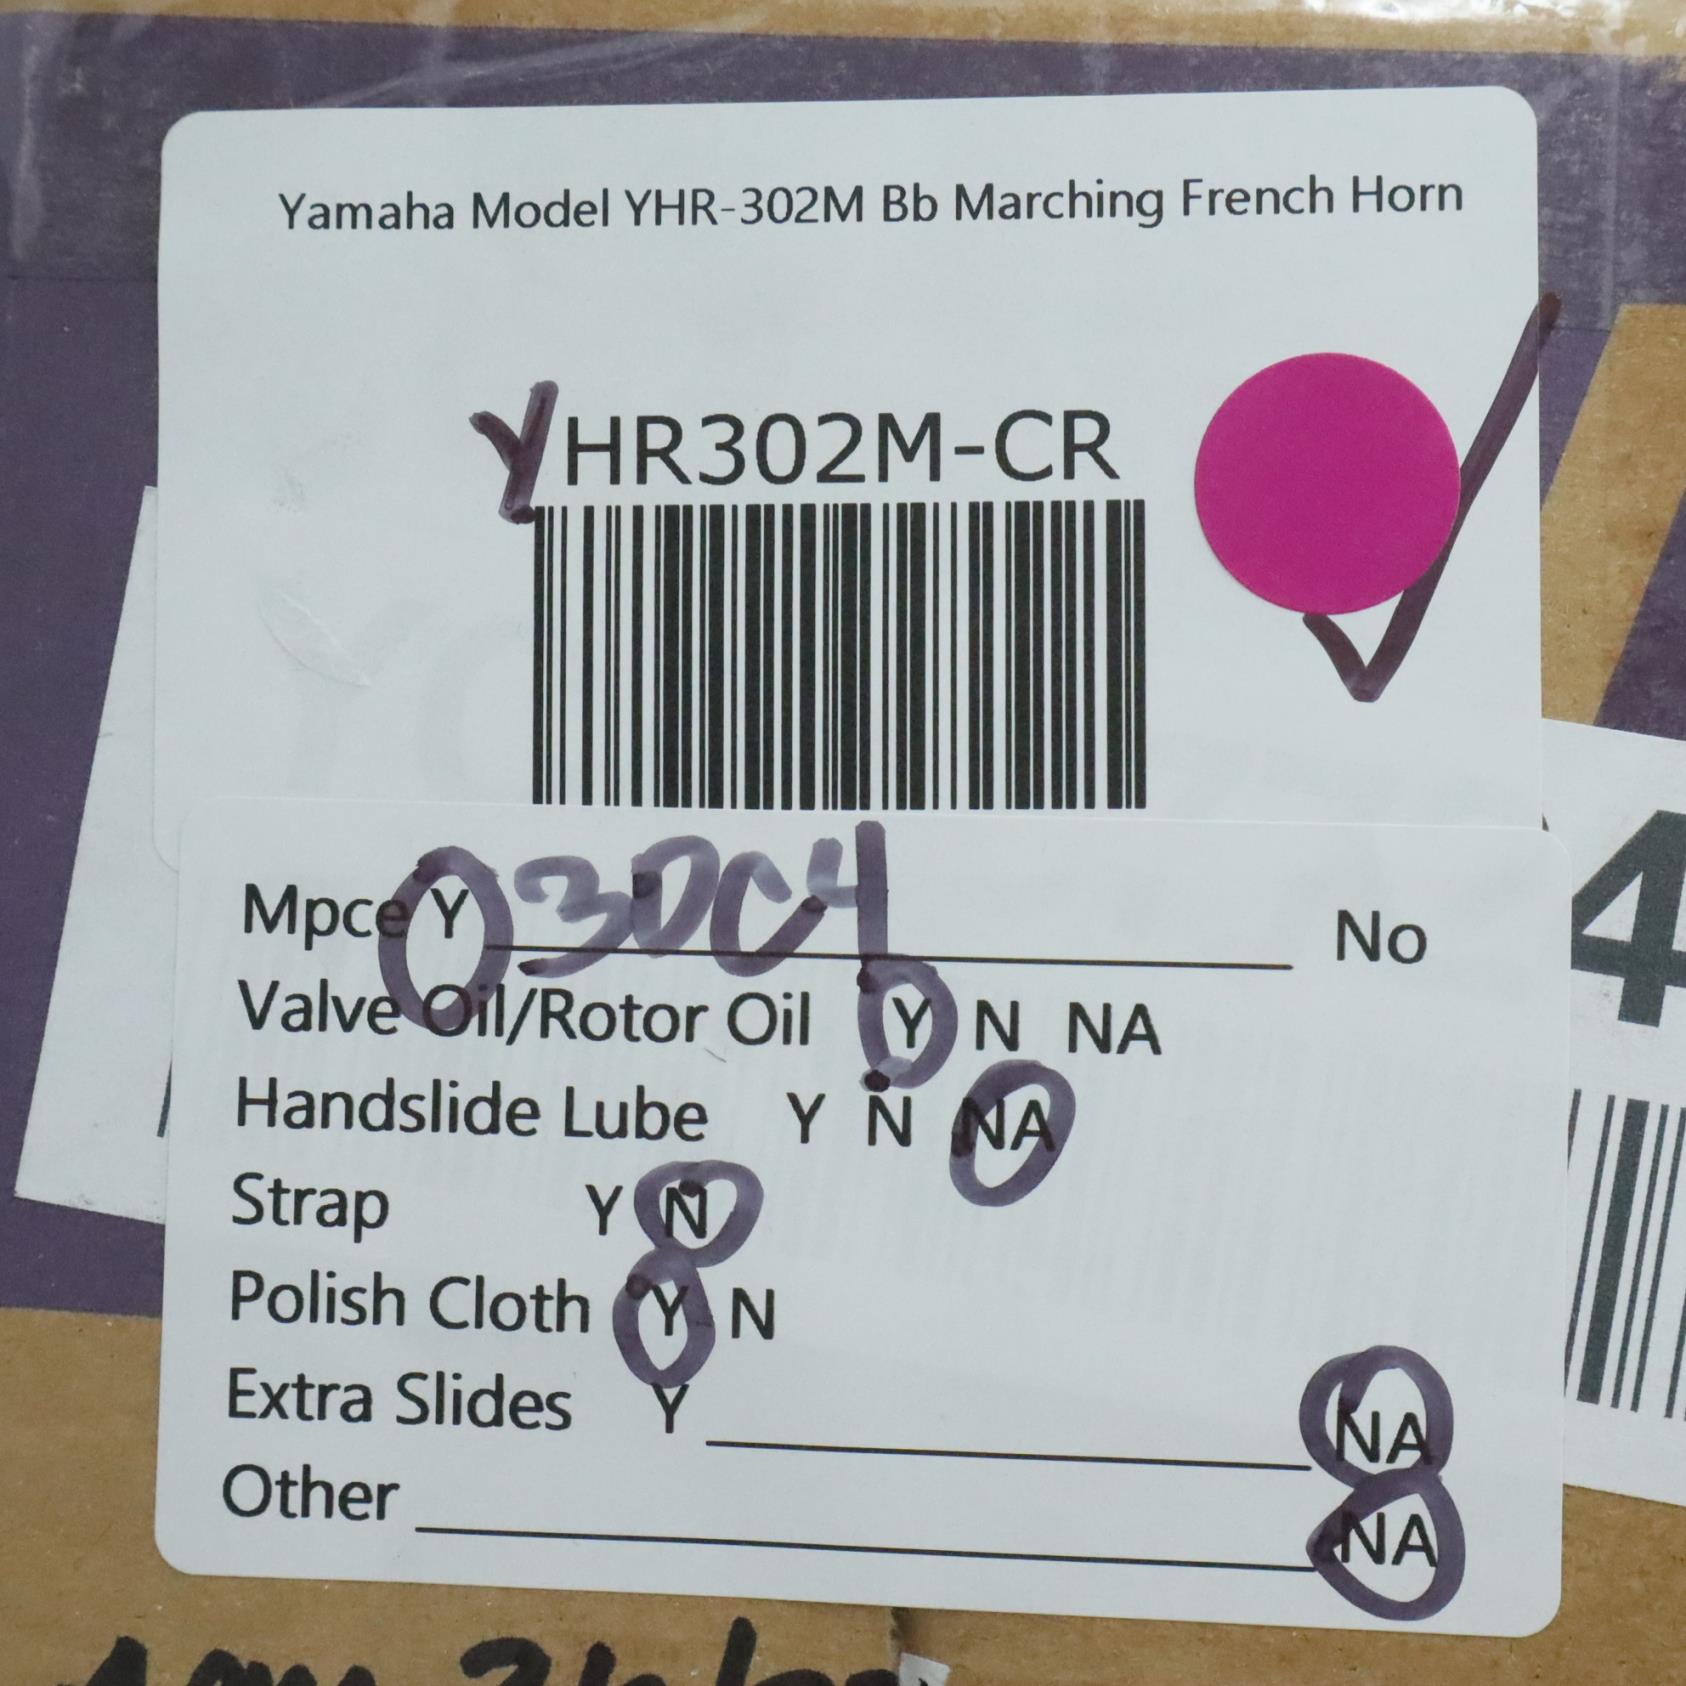 Yamaha Model YHR-302M Bb Marching French Horn
YHR302M-CR
Mpce Y 30C4 No
Valve Oil/Rotor Oil Y N NA
Handslide Lube Y N NA
Strap Y N
Polish Cloth Y N
Extra Slides Y NA
Other NA
4